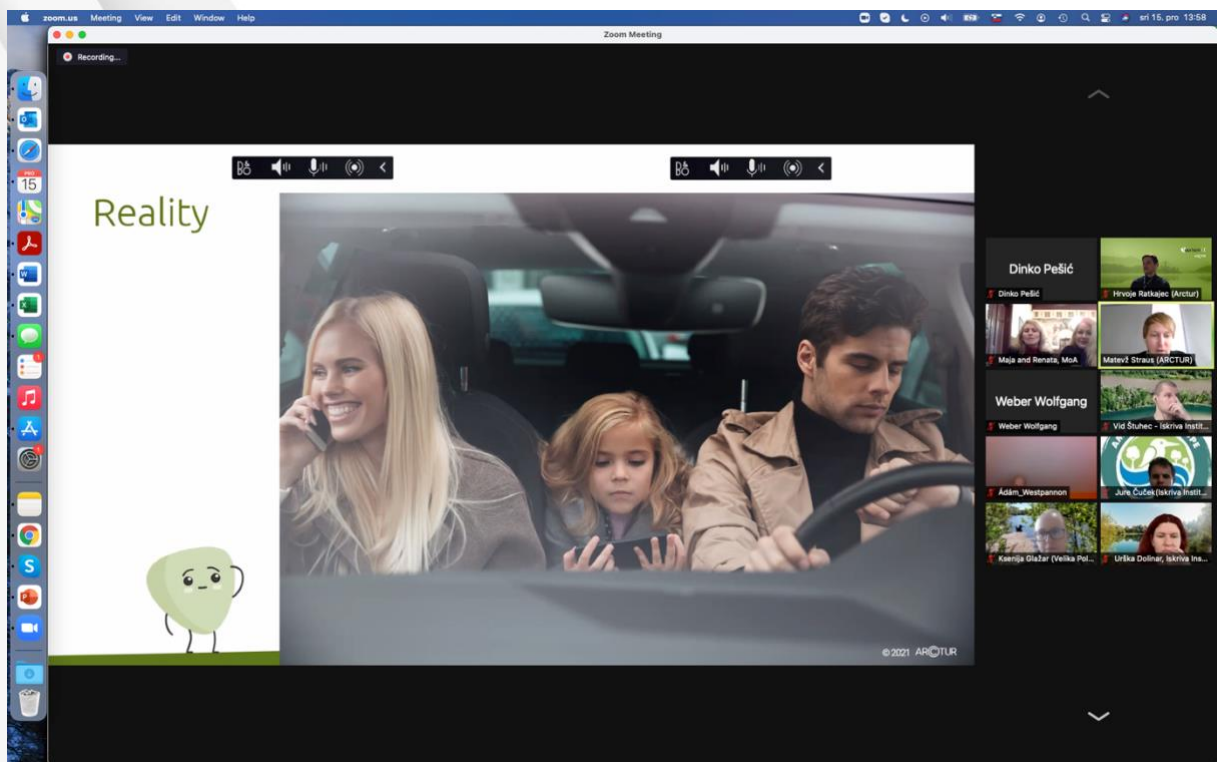 zoom.us Meeting View Edit Window Help
sri 15. pro 13:58
Zoom Meeting
Recording...
PRO
15
Reality
© 2021 ARCTUR
Dinko Pešić
Dinko Pešić
Hrvoje Ratkajec (Arctur)
Maja and Renata, MoA
Matevž Straus (ARCTUR)
Weber Wolfgang
Weber Wolfgang
Vid Štuhec - Iskriva Instit...
Ádám_Westpannon
Jure Čuček(Iskriva Instit...
Ksenija Glažar (Velika Pol...
Urška Dolinar, Iskriva Ins...